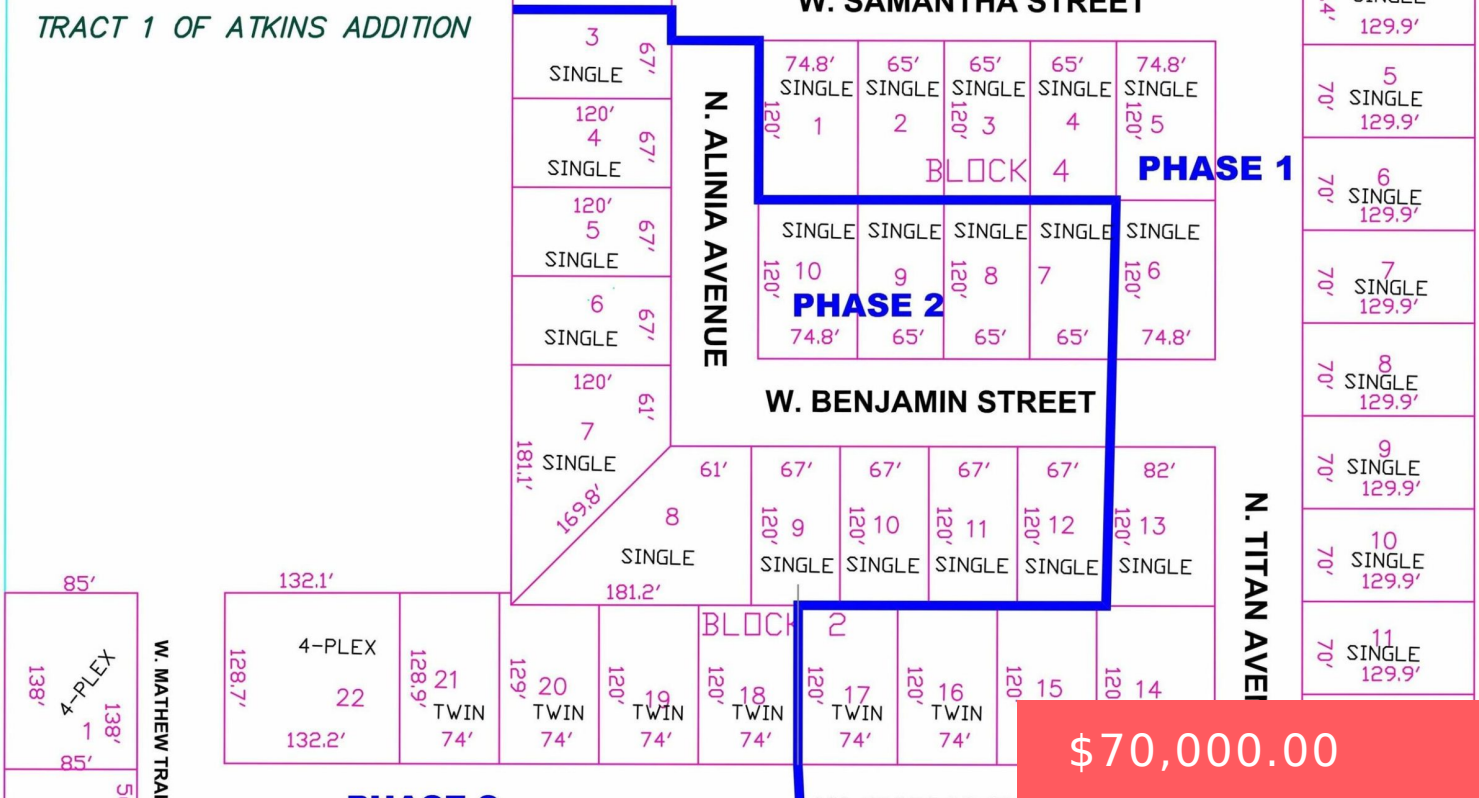 W. SAMANTHA STREET
TRACT 1 OF ATKINS ADDITION
129.9'
3
67'
SINGLE
120'
4
67'
SINGLE
120'
5
67'
SINGLE
6
67'
SINGLE
120'
61'
7
181.1'
SINGLE
169.8'
N. ALINIA AVENUE
74.8' 65' 65' 65' 74.8'
SINGLE SINGLE SINGLE SINGLE SINGLE
120' 1 2 120' 3 4 120' 5
BLOCK 4
PHASE 1
SINGLE SINGLE SINGLE SINGLE SINGLE
120' 10 9 120' 8 7 120' 6
PHASE 2
74.8' 65' 65' 65' 74.8'
W. BENJAMIN STREET
61' 67' 67' 67' 67' 82'
8 120' 9 120' 10 120' 11 120' 12 120' 13
SINGLE SINGLE SINGLE SINGLE SINGLE SINGLE
181.2'
5
70' SINGLE
129.9'
6
70' SINGLE
129.9'
7
70' SINGLE
129.9'
8
70' SINGLE
129.9'
9
70' SINGLE
129.9'
10
70' SINGLE
129.9'
11
70' SINGLE
129.9'
N. TITAN
85'
4-PLEX
138' 1 138'
85'
W. MATHEW
132.1'
4-PLEX
128.7' 22
132.2'
BLOCK 2
128.9' 21 129' 20 120' 19 120' 18 120' 17 120' 16 120' 15 120' 14
TWIN TWIN TWIN TWIN TWIN TWIN
74' 74' 74' 74' 74' 74'
$70,000.00